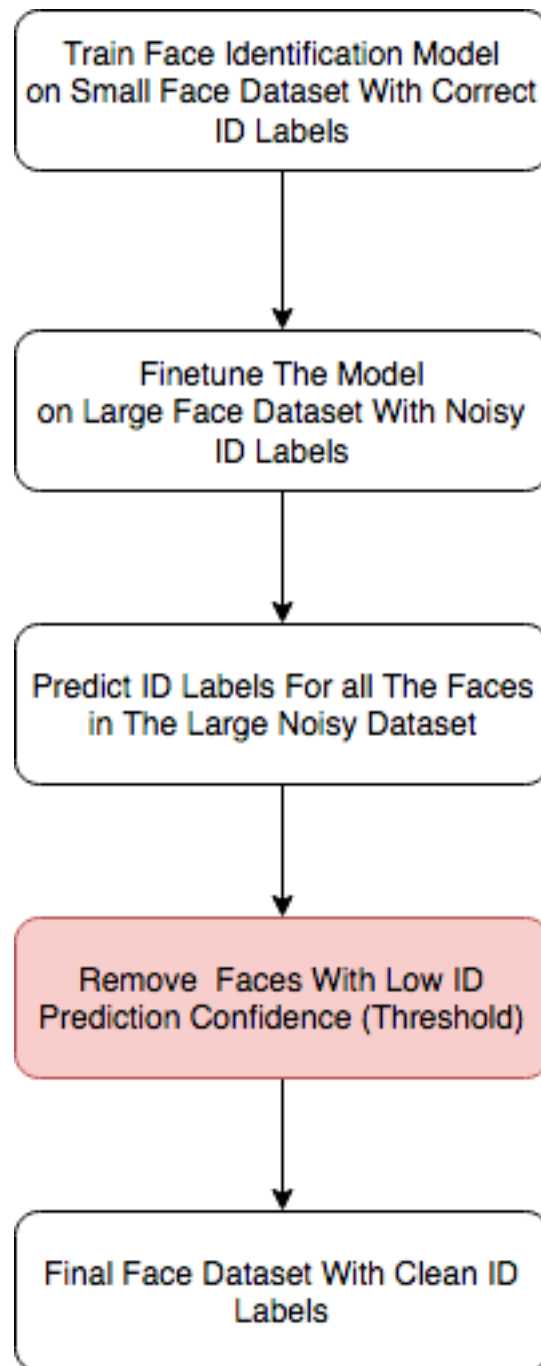 Train Face Identification Model
on Small Face Dataset With Correct
ID Labels
Finetune The Model
on Large Face Dataset With Noisy
ID Labels
Predict ID Labels For all The Faces
in The Large Noisy Dataset
Remove  Faces With Low ID
Prediction Confidence (Threshold)
Final Face Dataset With Clean ID
Labels